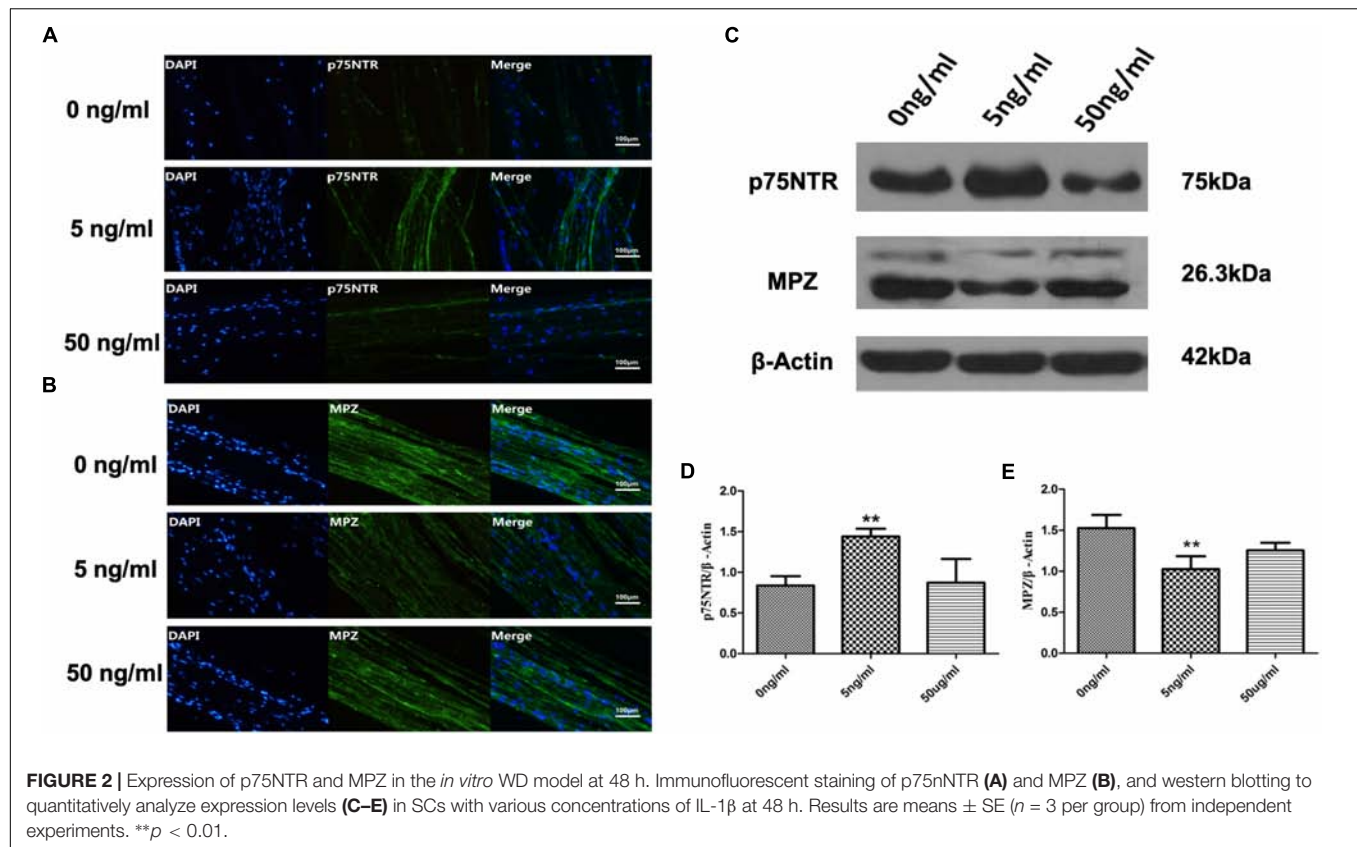 A
DAPI p75NTR Merge
0 ng/ml
100μm
DAPI p75NTR Merge
5 ng/ml
100μm
DAPI p75NTR Merge
50 ng/ml
100μm
B
DAPI MPZ Merge
0 ng/ml
100μm
DAPI MPZ Merge
5 ng/ml
100μm
DAPI MPZ Merge
50 ng/ml
100μm
C
0ng/ml 5ng/ml 50ng/ml
p75NTR 75kDa
MPZ 26.3kDa
β-Actin 42kDa
D
p75NTR/β -Actin
2.0
1.5
1.0
0.5
0.0
**
0ng/ml 5ng/ml 50ug/ml
E
MPZ/β -Actin
2.0
1.5
1.0
0.5
0.0
**
0ng/ml 5ng/ml 50ug/ml
FIGURE 2 | Expression of p75NTR and MPZ in the in vitro WD model at 48 h. Immunofluorescent staining of p75nNTR (A) and MPZ (B), and western blotting to
quantitatively analyze expression levels (C–E) in SCs with various concentrations of IL-1β at 48 h. Results are means ± SE (n = 3 per group) from independent
experiments. **p < 0.01.